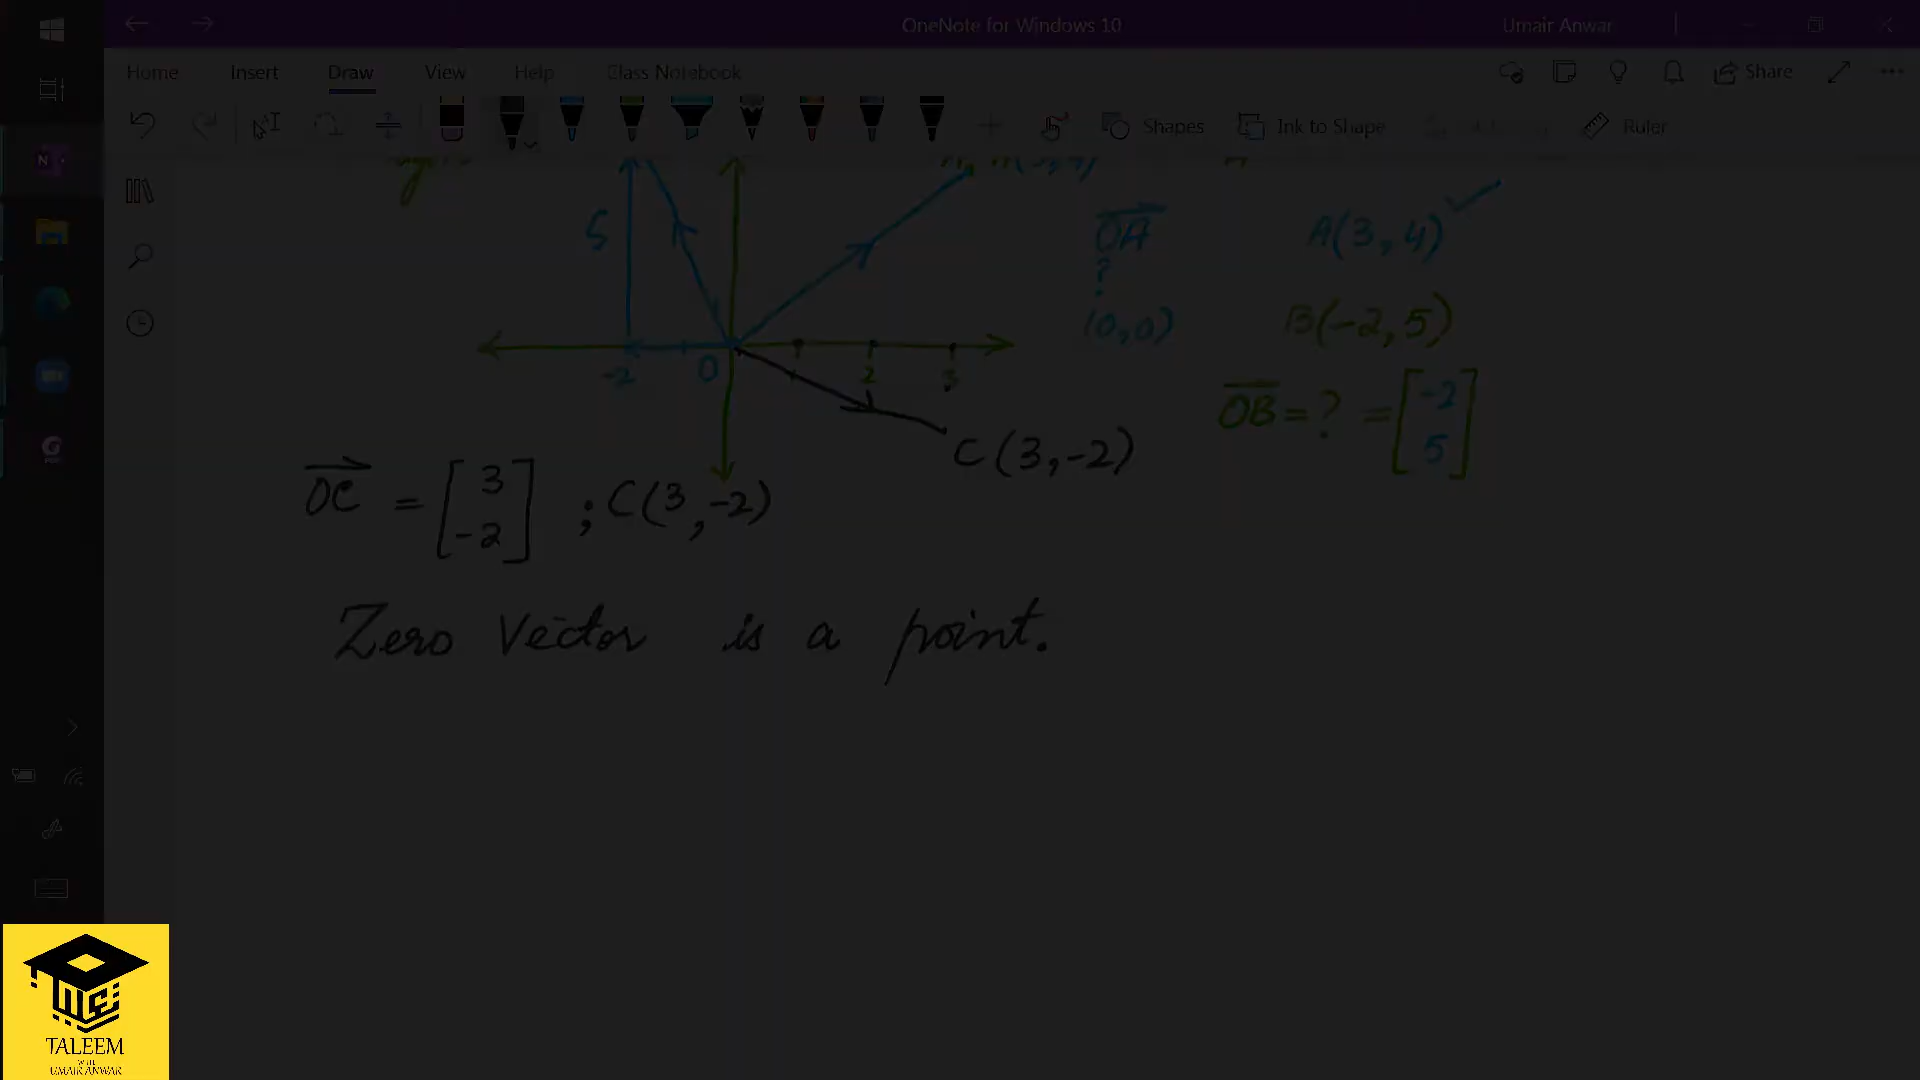 OneNote for Windows 10
Umair Anwar
Home Insert Draw View Help Class Notebook
Share
Shapes Ink to Shape Ruler
5
OA
?
(0,0)
A(3,4)
B(-2,5)
-2 0 1 2 3
OB = ? = [-2
5]
C(3,-2)
OC = [3
-2] ; C(3,-2)
Zero Vector is a point.
TALEEM
WITH
UMAIR ANWAR